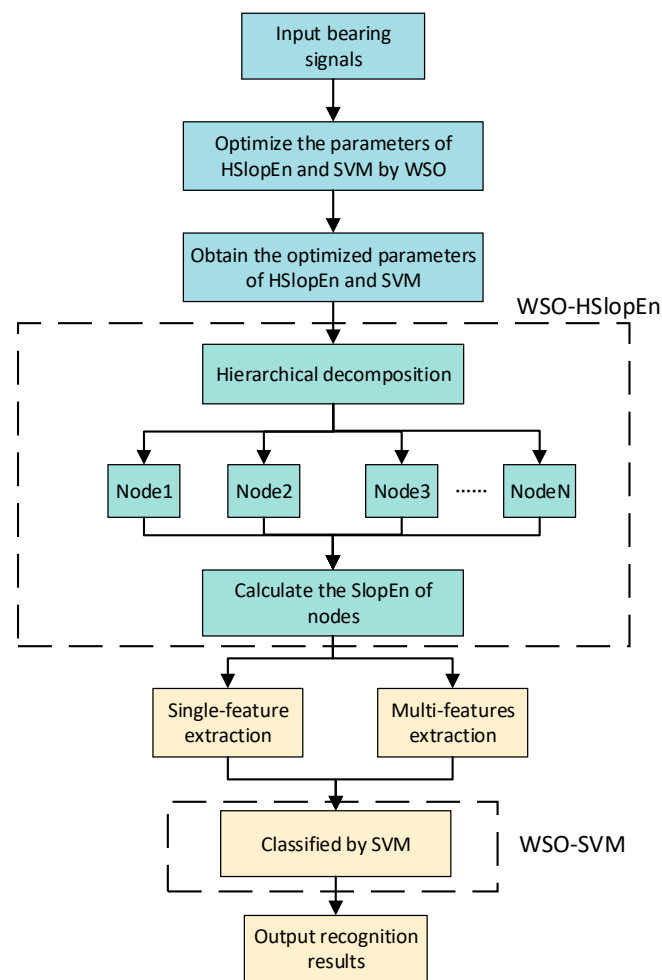 Input bearing
signals
Optimize the parameters of
HSlopEn and SVM by WSO
Obtain the optimized parameters
of HSlopEn and SVM
WSO-HSlopEn
Hierarchical decomposition
Node1
Node2
Node3
......
NodeN
Calculate the SlopEn of
nodes
Single-feature
extraction
Multi-features
extraction
Classified by SVM
WSO-SVM
Output recognition
results